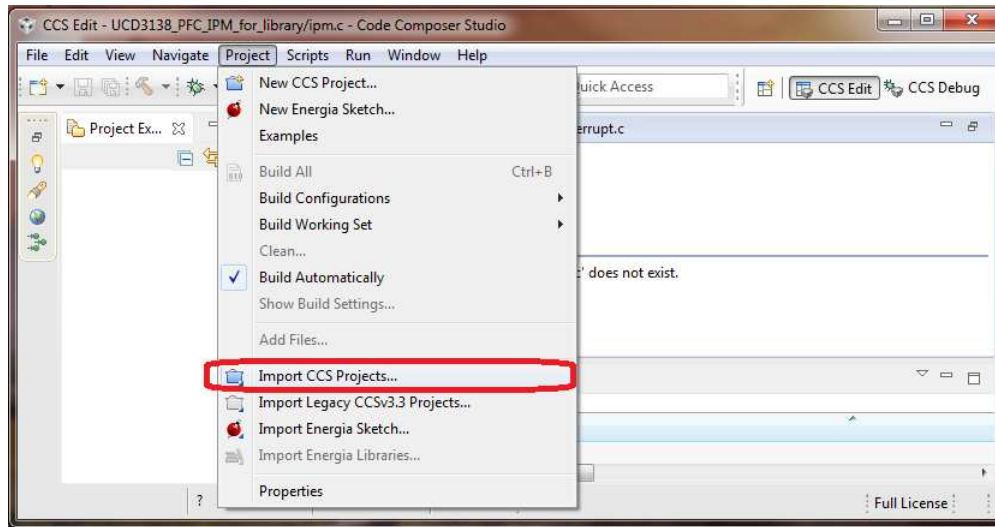 CCS Edit - UCD3138_PFC_IPM_for_library/ipm.c - Code Composer Studio
File Edit View Navigate Project Scripts Run Window Help
New CCS Project...
uick Access
CCS Edit
CCS Debug
New Energia Sketch...
Project Ex...
errupt.c
Examples
Build All Ctrl+B
Build Configurations
Build Working Set
Clean...
Build Automatically
' does not exist.
Show Build Settings...
Add Files...
Import CCS Projects...
Import Legacy CCSv3.3 Projects...
Import Energia Sketch...
Import Energia Libraries...
Properties
?
Full License